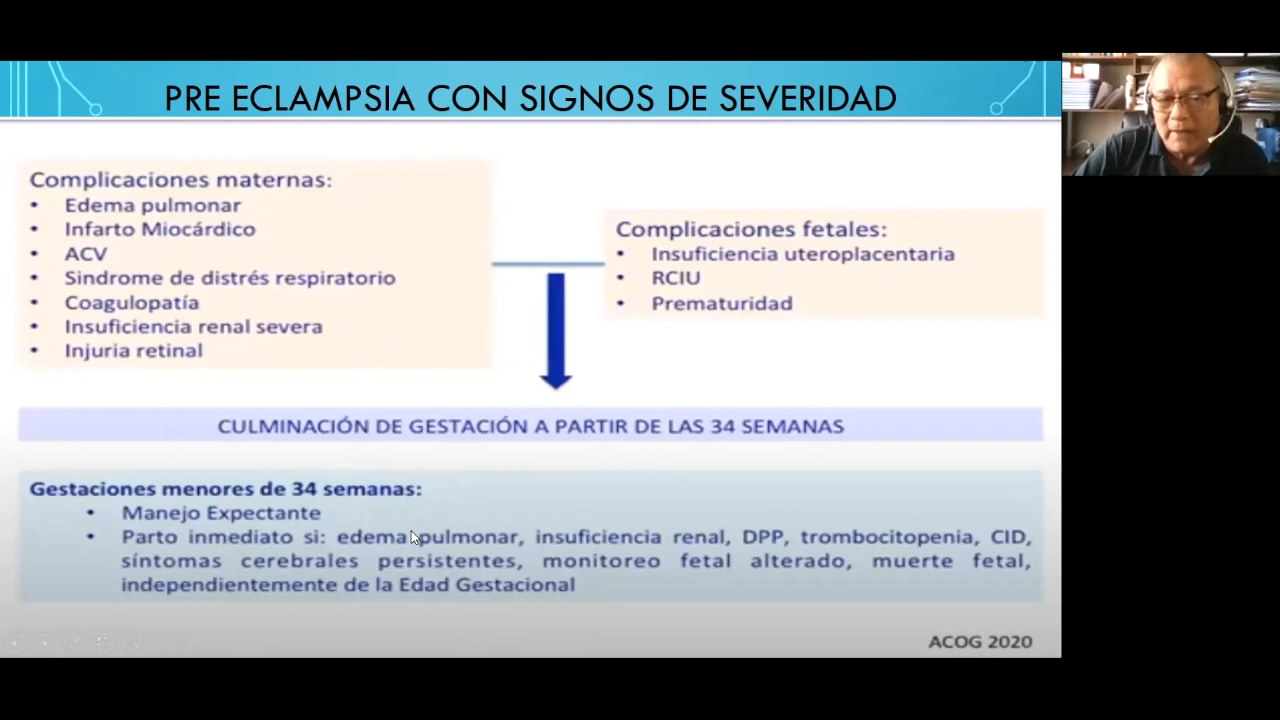 PRE ECLAMPSIA CON SIGNOS DE SEVERIDAD
Complicaciones maternas:
• Edema pulmonar
• Infarto Miocárdico
• ACV
• Sindrome de distrés respiratorio
• Coagulopatía
• Insuficiencia renal severa
• Injuria retinal
Complicaciones fetales:
• Insuficiencia uteroplacentaria
• RCIU
• Prematuridad
CULMINACIÓN DE GESTACIÓN A PARTIR DE LAS 34 SEMANAS
Gestaciones menores de 34 semanas:
• Manejo Expectante
• Parto inmediato si: edema pulmonar, insuficiencia renal, DPP, trombocitopenia, CID,
síntomas cerebrales persistentes, monitoreo fetal alterado, muerte fetal,
independientemente de la Edad Gestacional
ACOG 2020